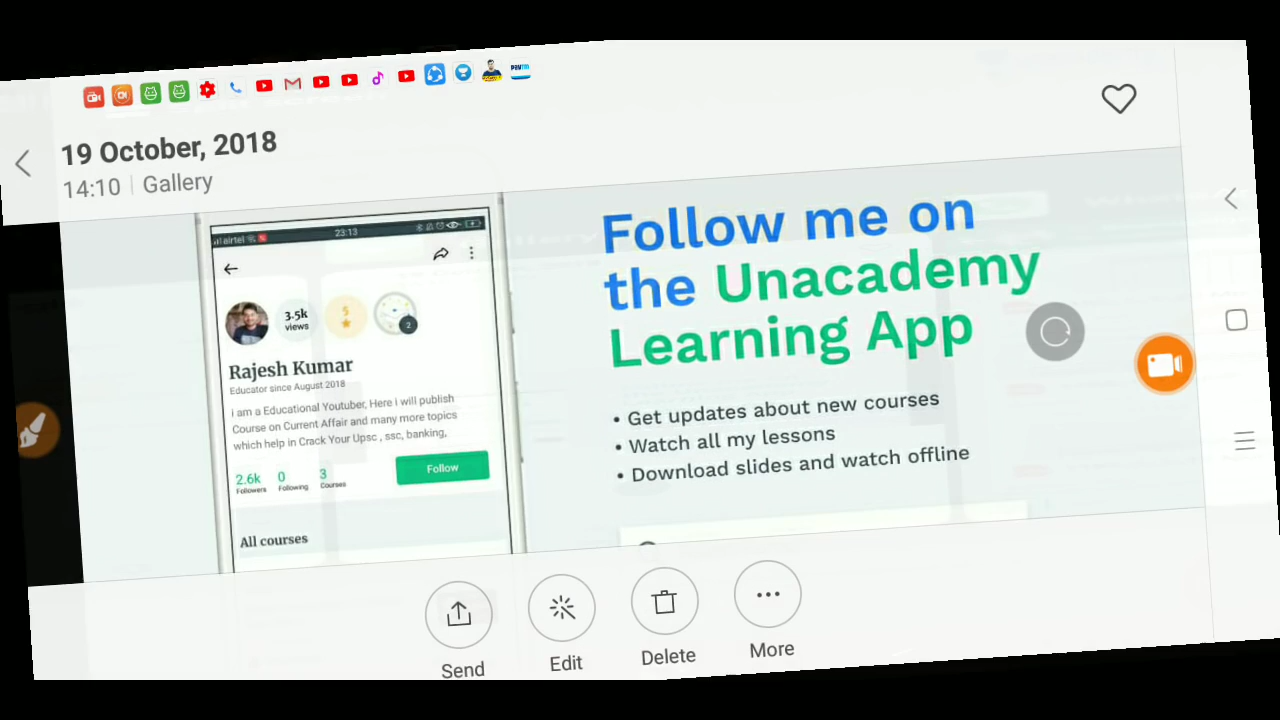 Paytm
19 October, 2018
14:10 | Gallery
airtel
23:13
3.5k
views
5
2
Rajesh Kumar
Educator since August 2018
i am a Educational Youtuber, Here i will publish
Course on Current Affair and many more topics
which help in Crack Your Upsc , ssc, banking,
2.6k
Followers
0
Following
3
Courses
Follow
All courses
Follow me on
the Unacademy
Learning App
• Get updates about new courses
• Watch all my lessons
• Download slides and watch offline
Send
Edit
Delete
More